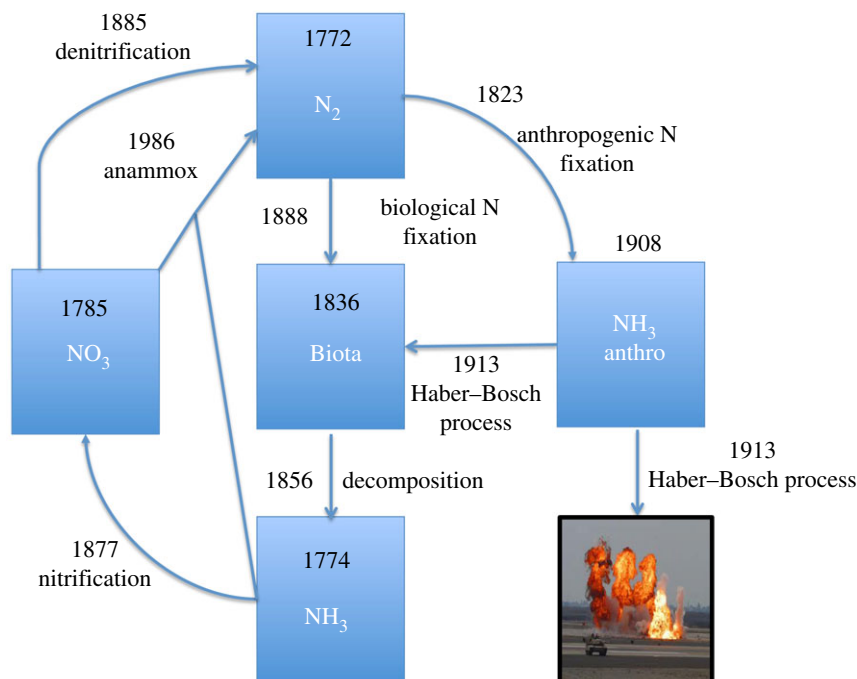 1885
denitrification
1772
N₂
1823
anthropogenic N
fixation
1986
anammox
1888
biological N
fixation
1908
NH₃
anthro
1785
NO₃
1836
Biota
1913
Haber–Bosch
process
1856
decomposition
1913
Haber–Bosch process
1877
nitrification
1774
NH₃